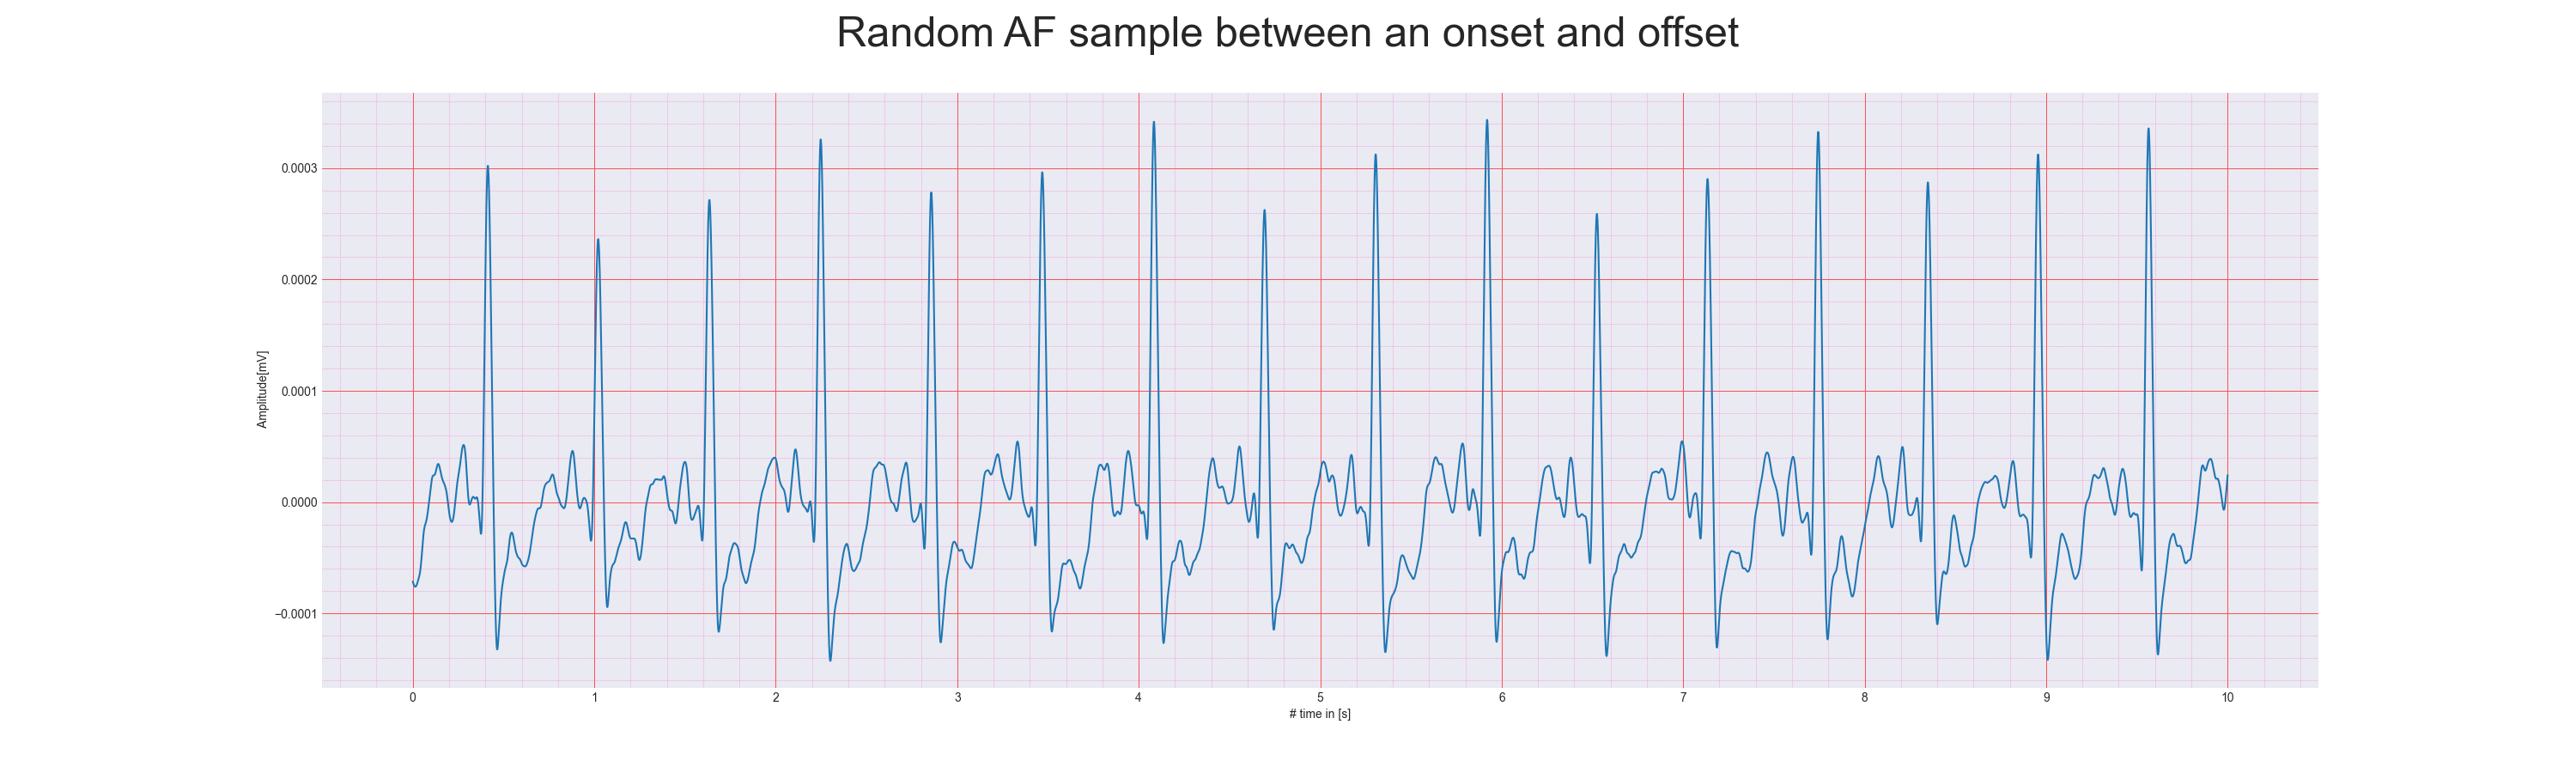 Random AF sample between an onset and offset
0.0003
0.0002
0.0001
0.0000
−0.0001
Amplitude[mV]
0 1 2 3 4 5 6 7 8 9 10
# time in [s]